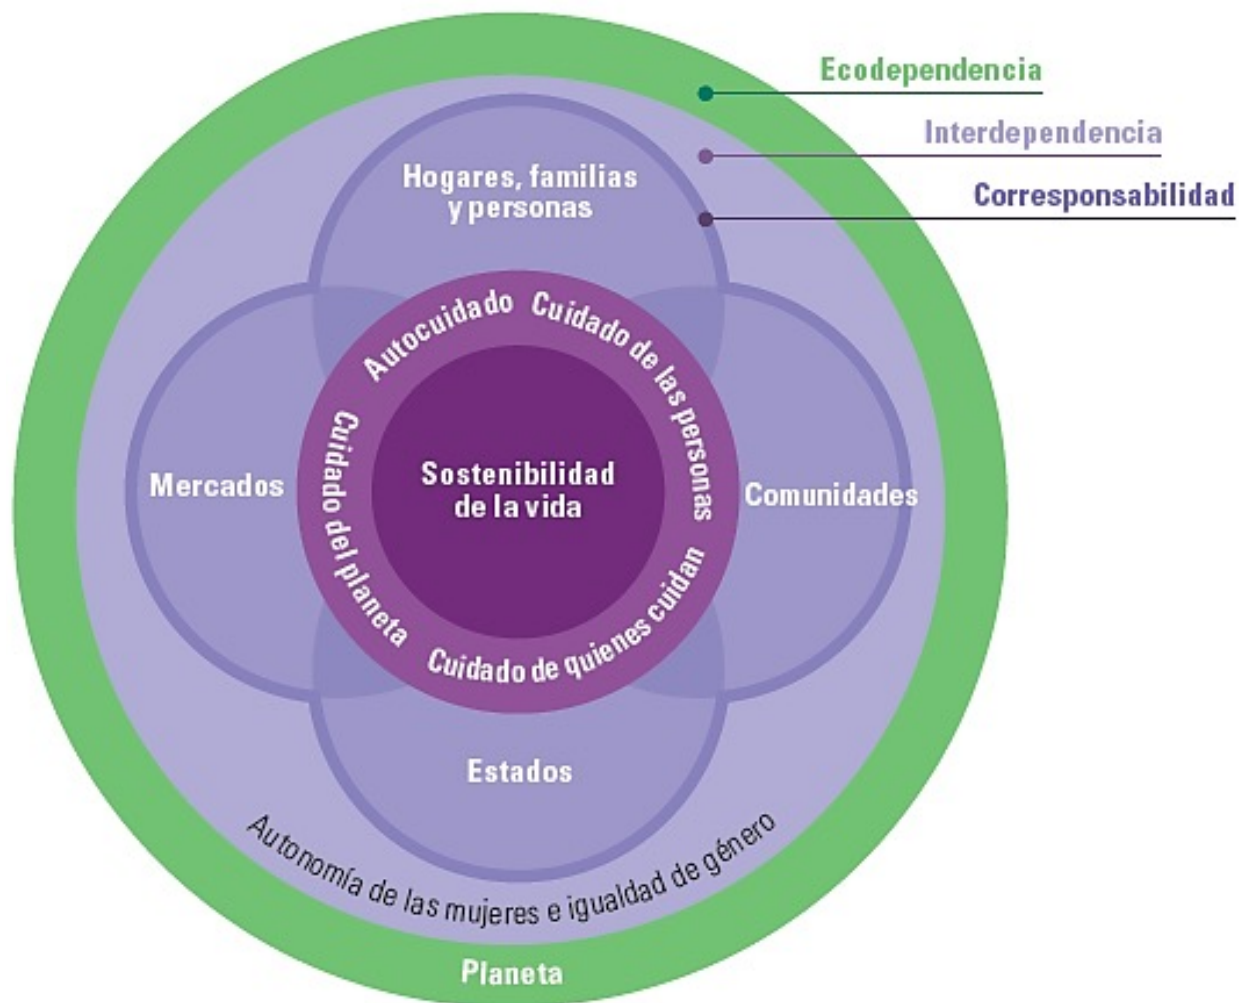 Ecodependencia
Interdependencia
Corresponsabilidad
Hogares, familias
y personas
Autocuidado
Cuidado de las personas
Cuidado del planeta
Cuidado de quienes cuidan
Sostenibilidad
de la vida
Mercados
Comunidades
Estados
Autonomía de las mujeres e igualdad de género
Planeta